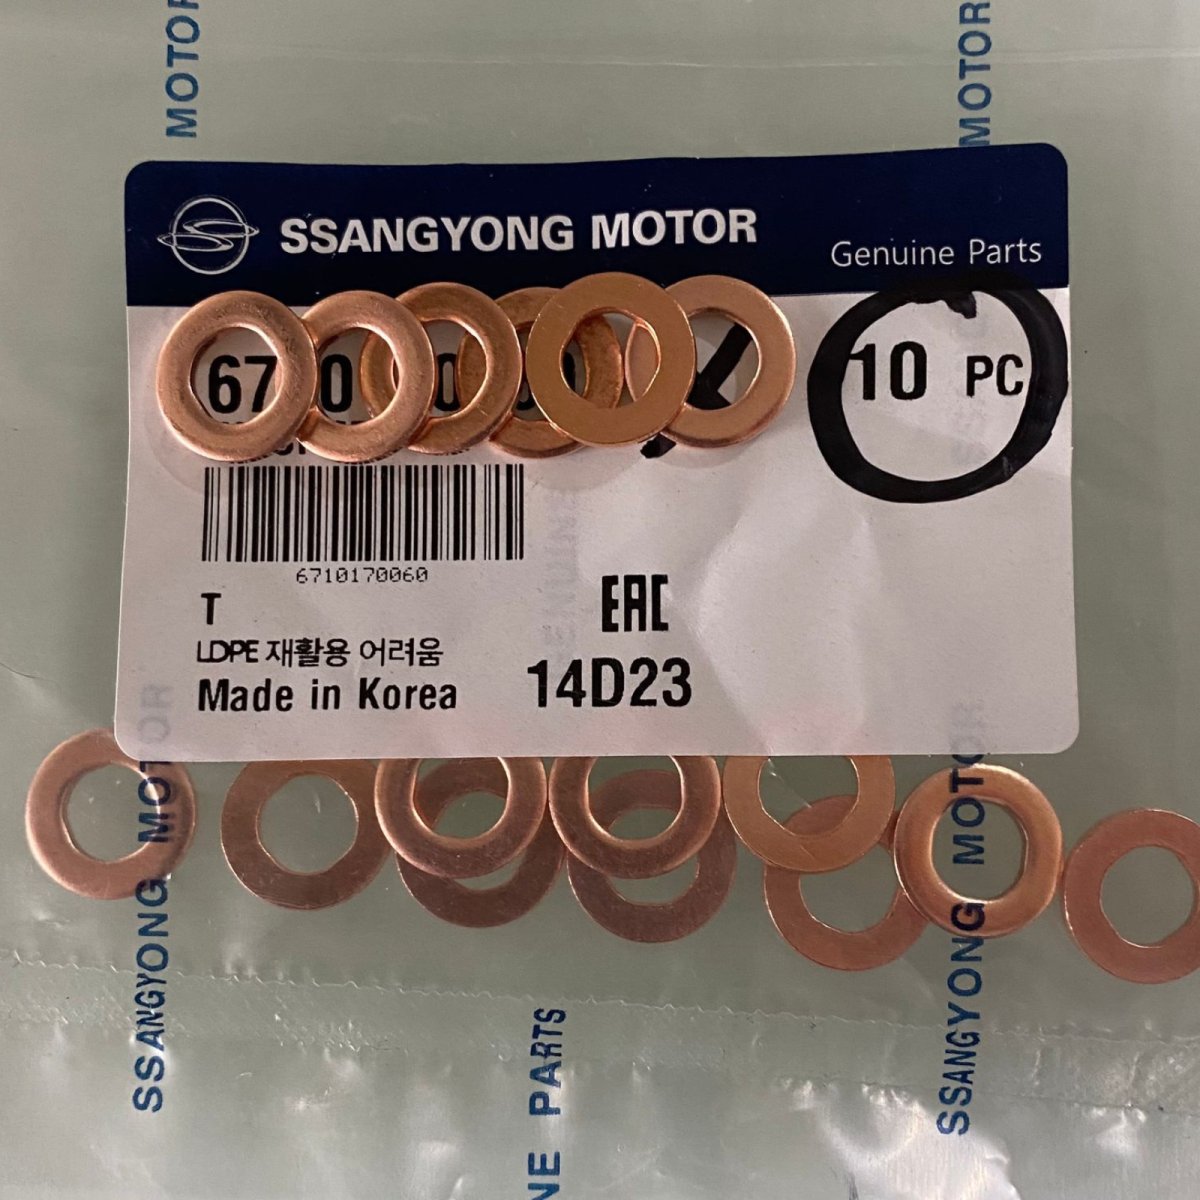 MOTOR
MOTOR
SSANGYONG MOTOR
Genuine Parts
10 PC
6710170060
T
EAC
LDPE 재활용 어려움
14D23
Made in Korea
SSANGYONG MOTOR
SSANGYONG MOTOR
PARTS